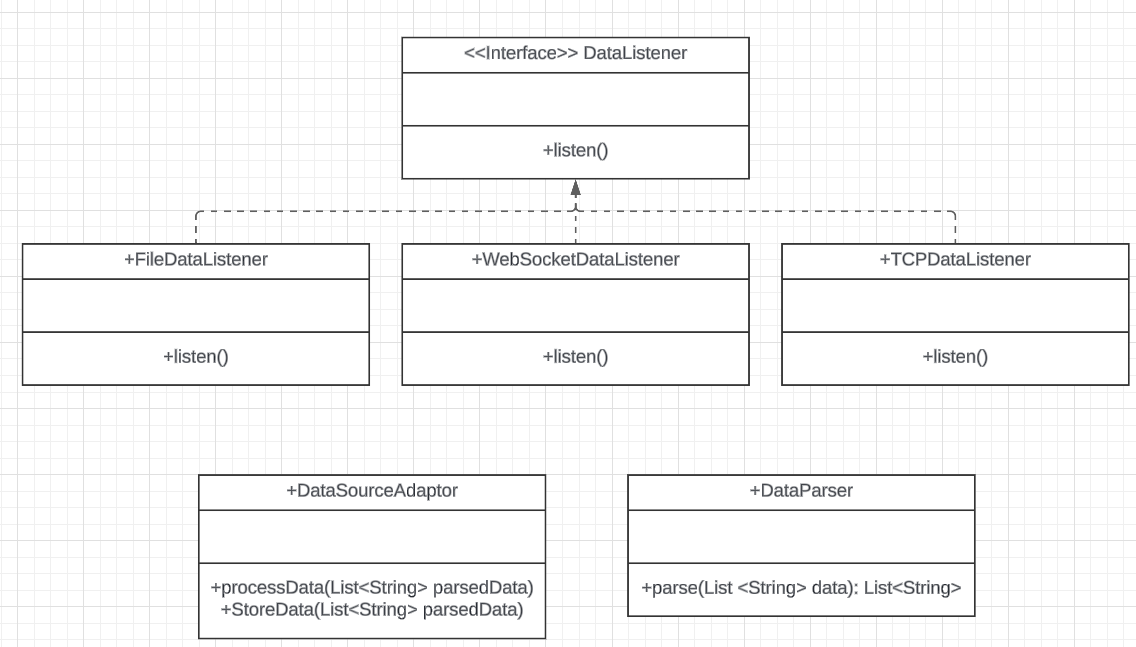 <<Interface>> DataListener
+listen()
+FileDataListener
+WebSocketDataListener
+TCPDataListener
+listen()
+listen()
+listen()
+DataSourceAdaptor
+DataParser
+processData(List<String> parsedData)
+StoreData(List<String> parsedData)
+parse(List <String> data): List<String>